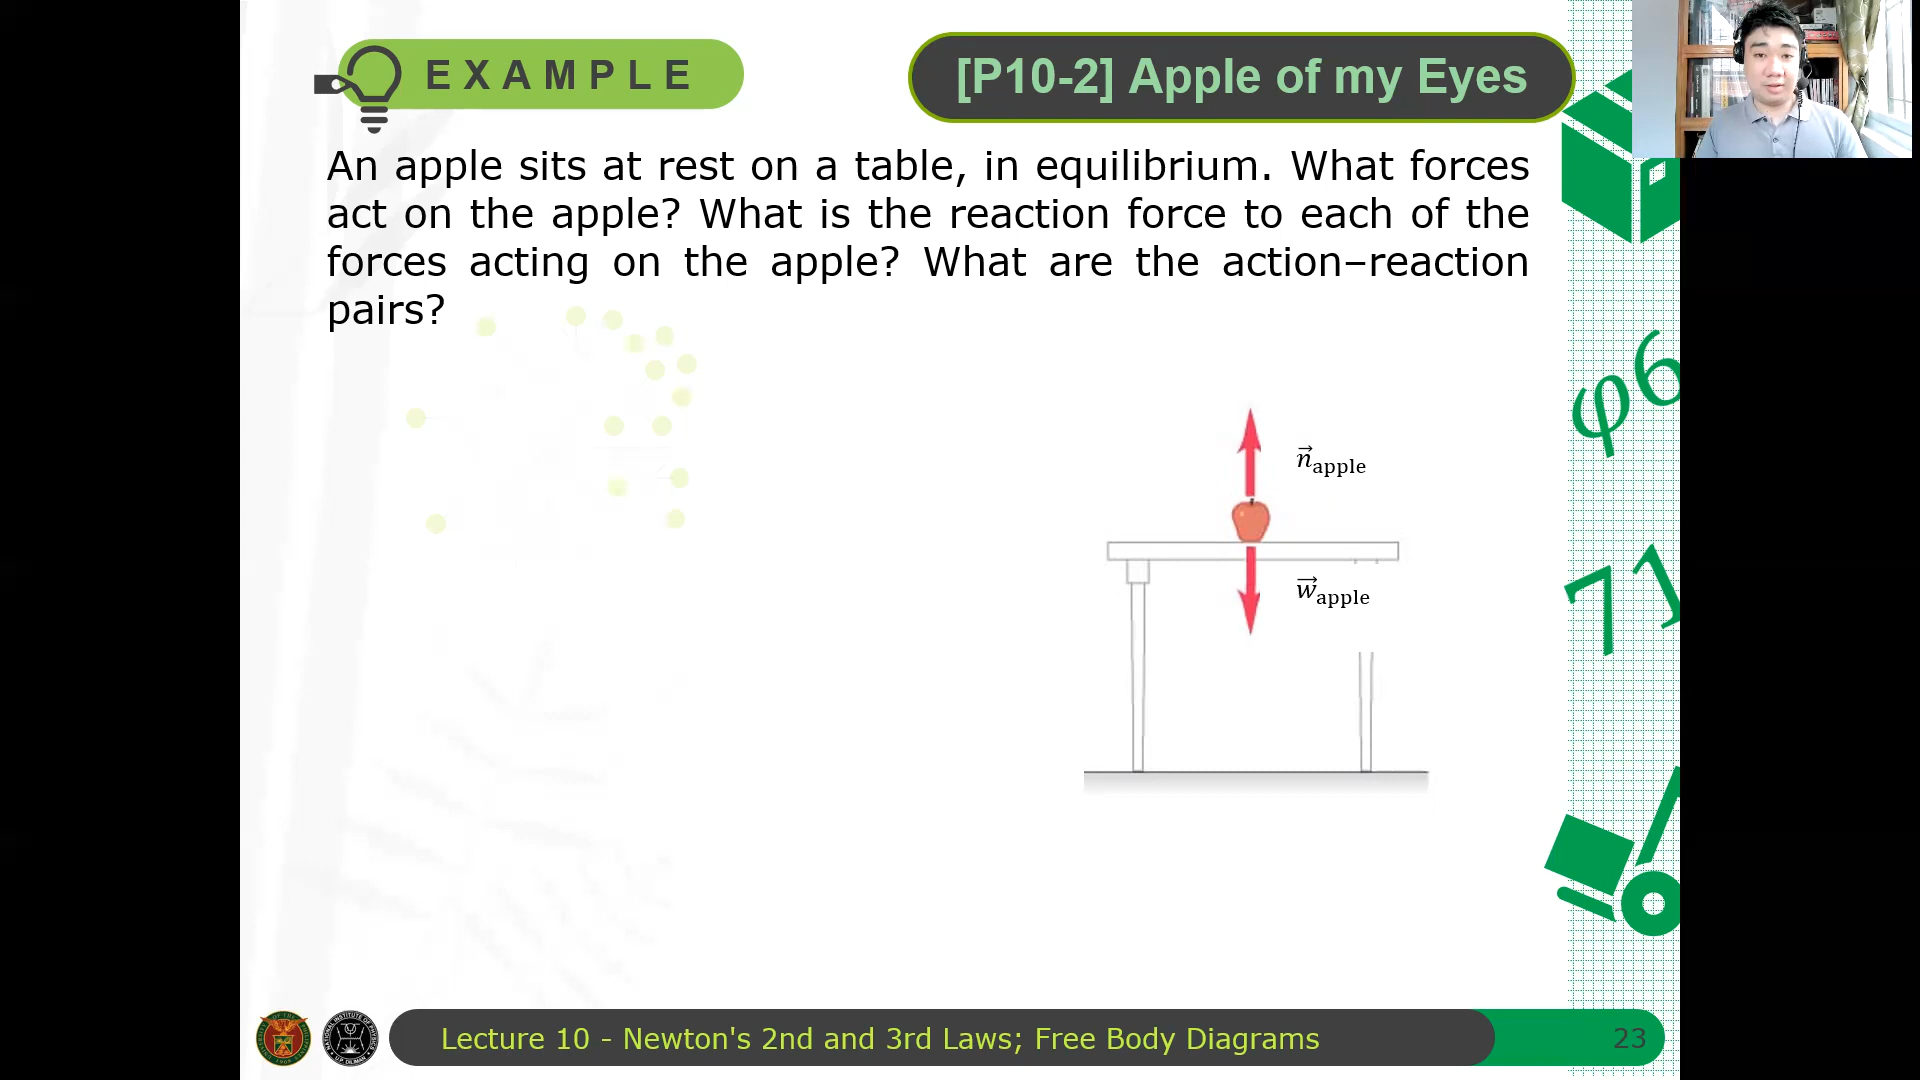 EXAMPLE
[P10-2] Apple of my Eyes
An apple sits at rest on a table, in equilibrium. What forces
act on the apple? What is the reaction force to each of the
forces acting on the apple? What are the action–reaction
pairs?
n⃗apple
w⃗apple
φ6
71
Lecture 10 - Newton's 2nd and 3rd Laws; Free Body Diagrams
23